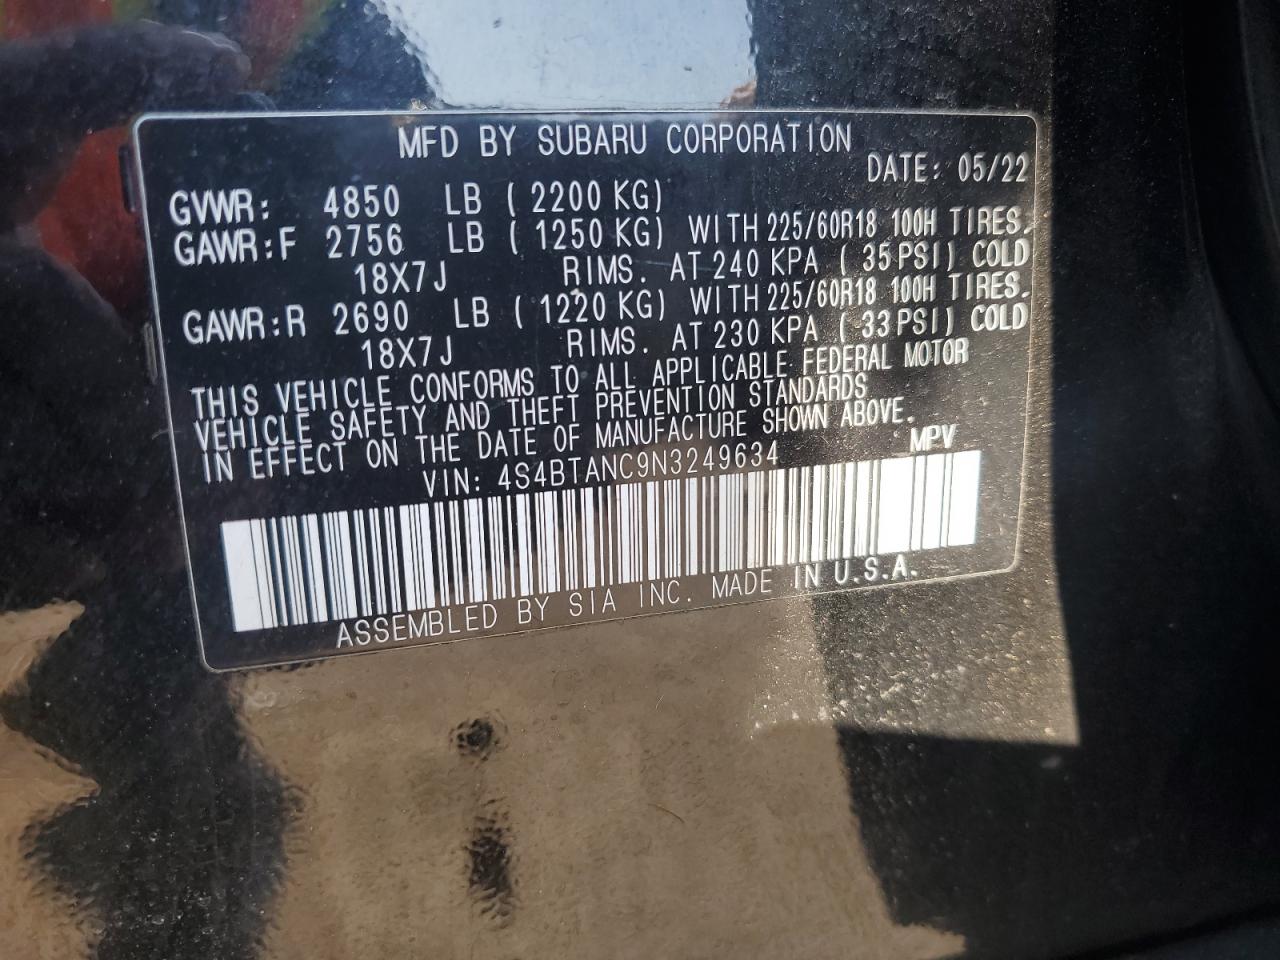 MFD BY SUBARU CORPORATION
DATE: 05/22
GVWR: 4850 LB ( 2200 KG)
GAWR:F 2756 LB ( 1250 KG) WITH 225/60R18 100H TIRES.
18X7J RIMS. AT 240 KPA ( 35 PSI) COLD
GAWR:R 2690 LB ( 1220 KG) WITH 225/60R18 100H TIRES.
18X7J RIMS. AT 230 KPA ( 33 PSI) COLD
THIS VEHICLE CONFORMS TO ALL APPLICABLE FEDERAL MOTOR
VEHICLE SAFETY AND THEFT PREVENTION STANDARDS
IN EFFECT ON THE DATE OF MANUFACTURE SHOWN ABOVE.
VIN: 4S4BTANC9N3249634 MPV
ASSEMBLED BY SIA INC. MADE IN U.S.A.